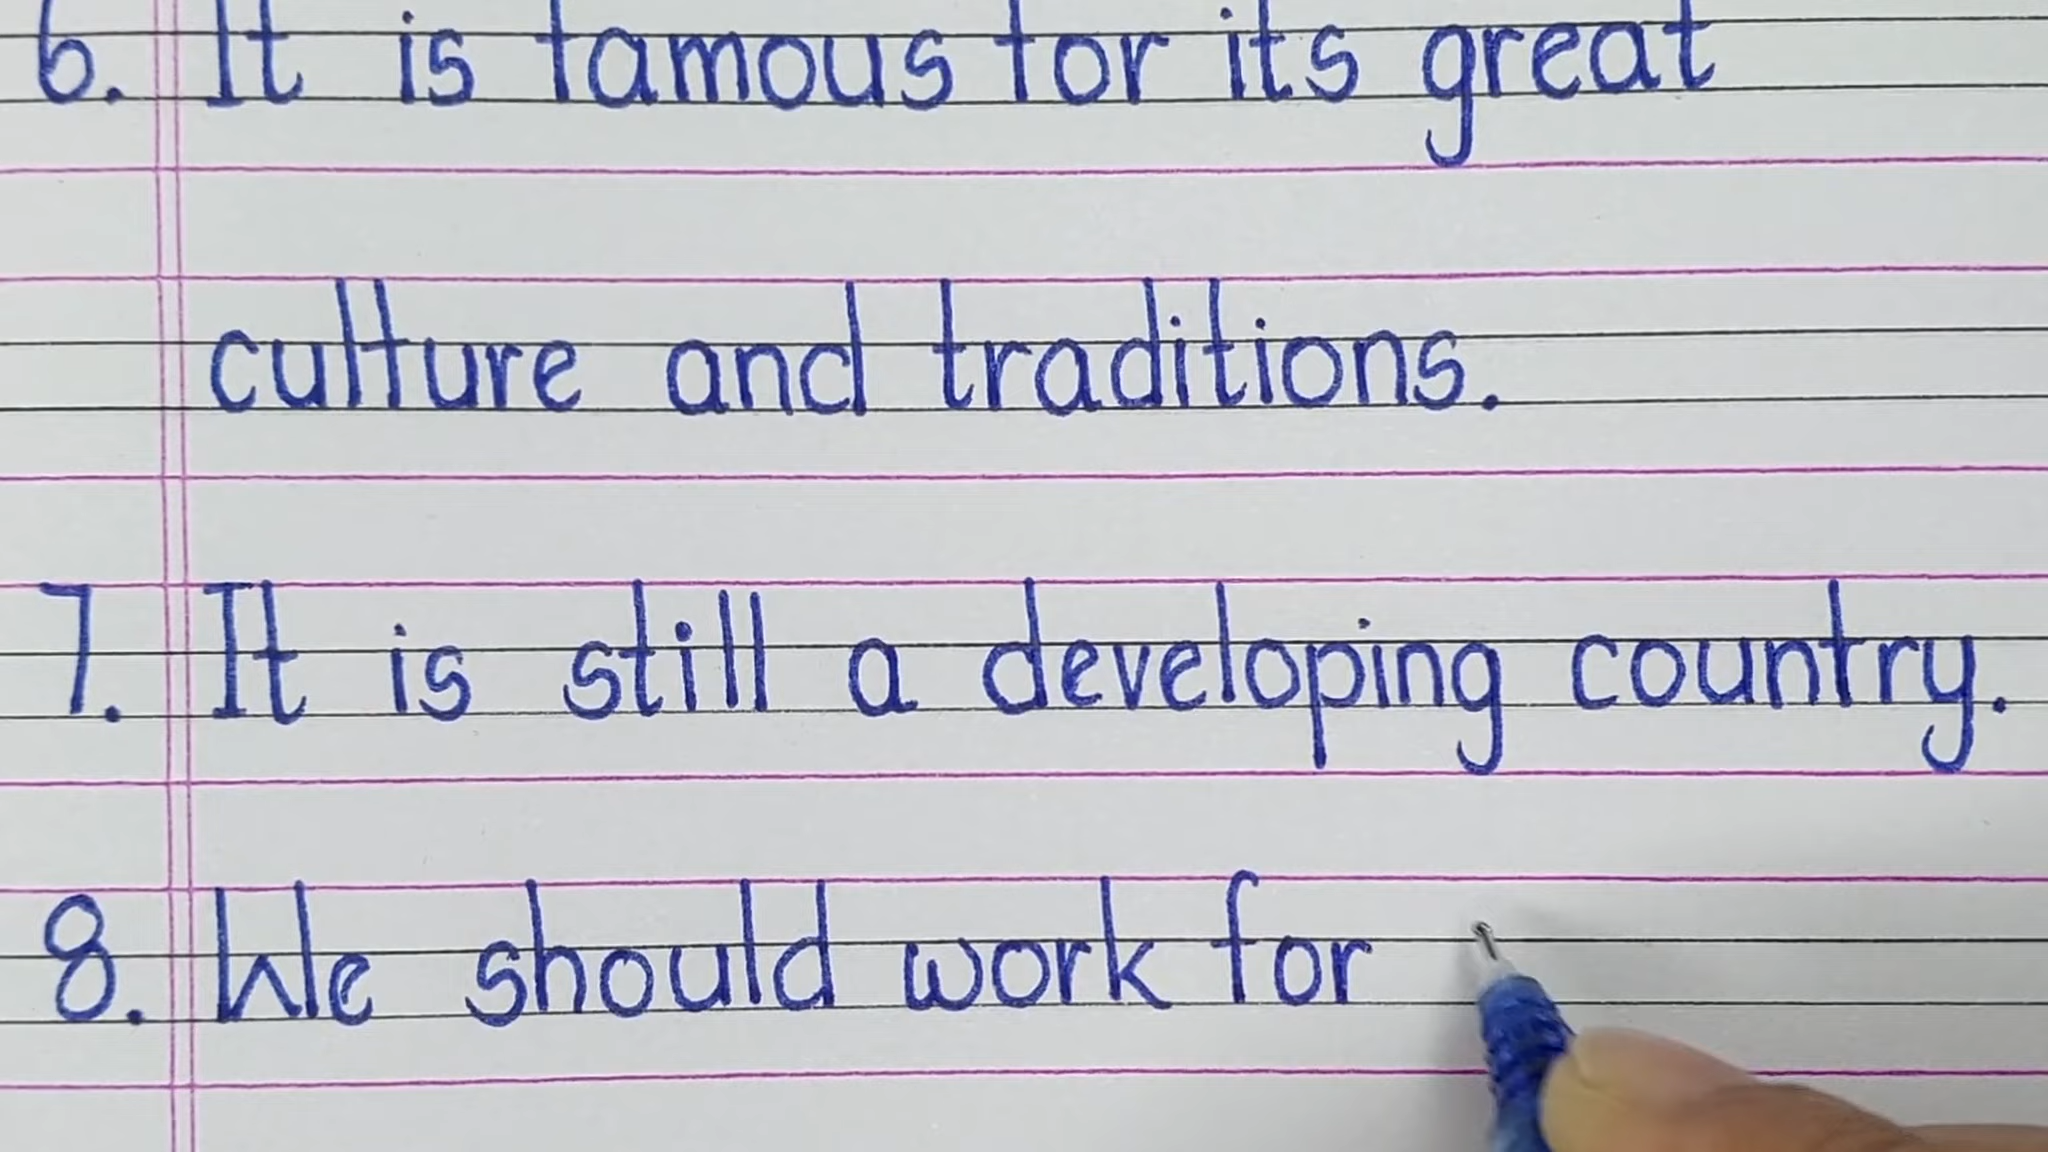 6. It is famous for its great
culture and traditions.
7. It is still a developing country.
8. We should work for